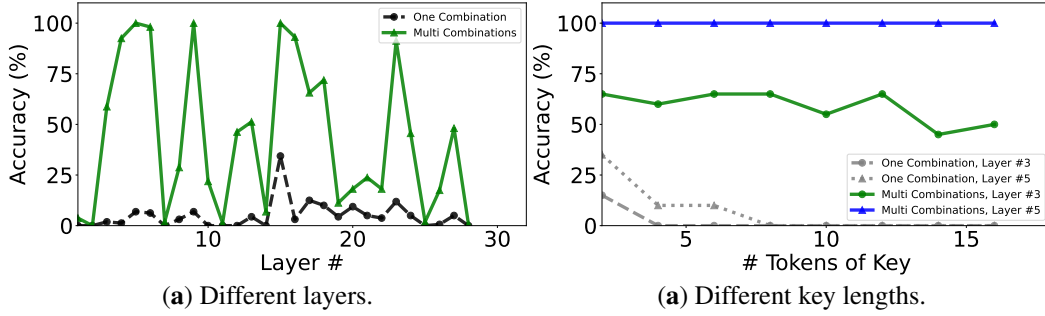 100
75
50
25
0
Accuracy (%)
10
20
30
Layer #
One Combination
Multi Combinations
(a) Different layers.
100
75
50
25
0
Accuracy (%)
5
10
15
# Tokens of Key
One Combination, Layer #3
One Combination, Layer #5
Multi Combinations, Layer #3
Multi Combinations, Layer #5
(a) Different key lengths.